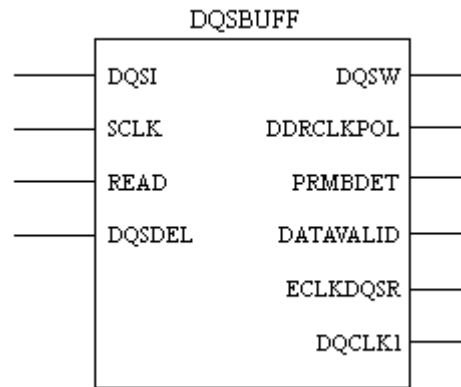 DQSBUFF
DQSI DQSW
SCLK DDRCLKPOL
READ PRMBDET
DQSDEL DATAVALID
ECLKDQSR
DQCLK1